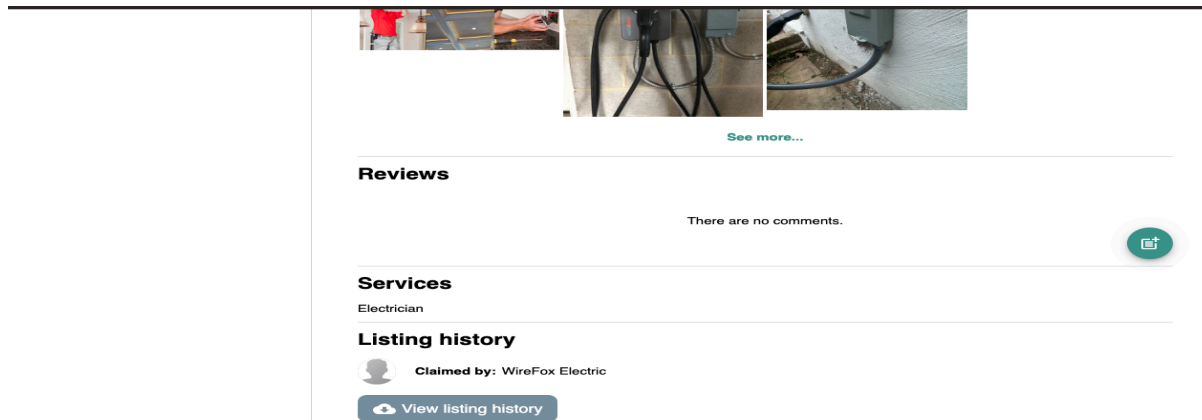 See more...
Reviews
There are no comments.
Services
Electrician
Listing history
Claimed by: WireFox Electric
View listing history